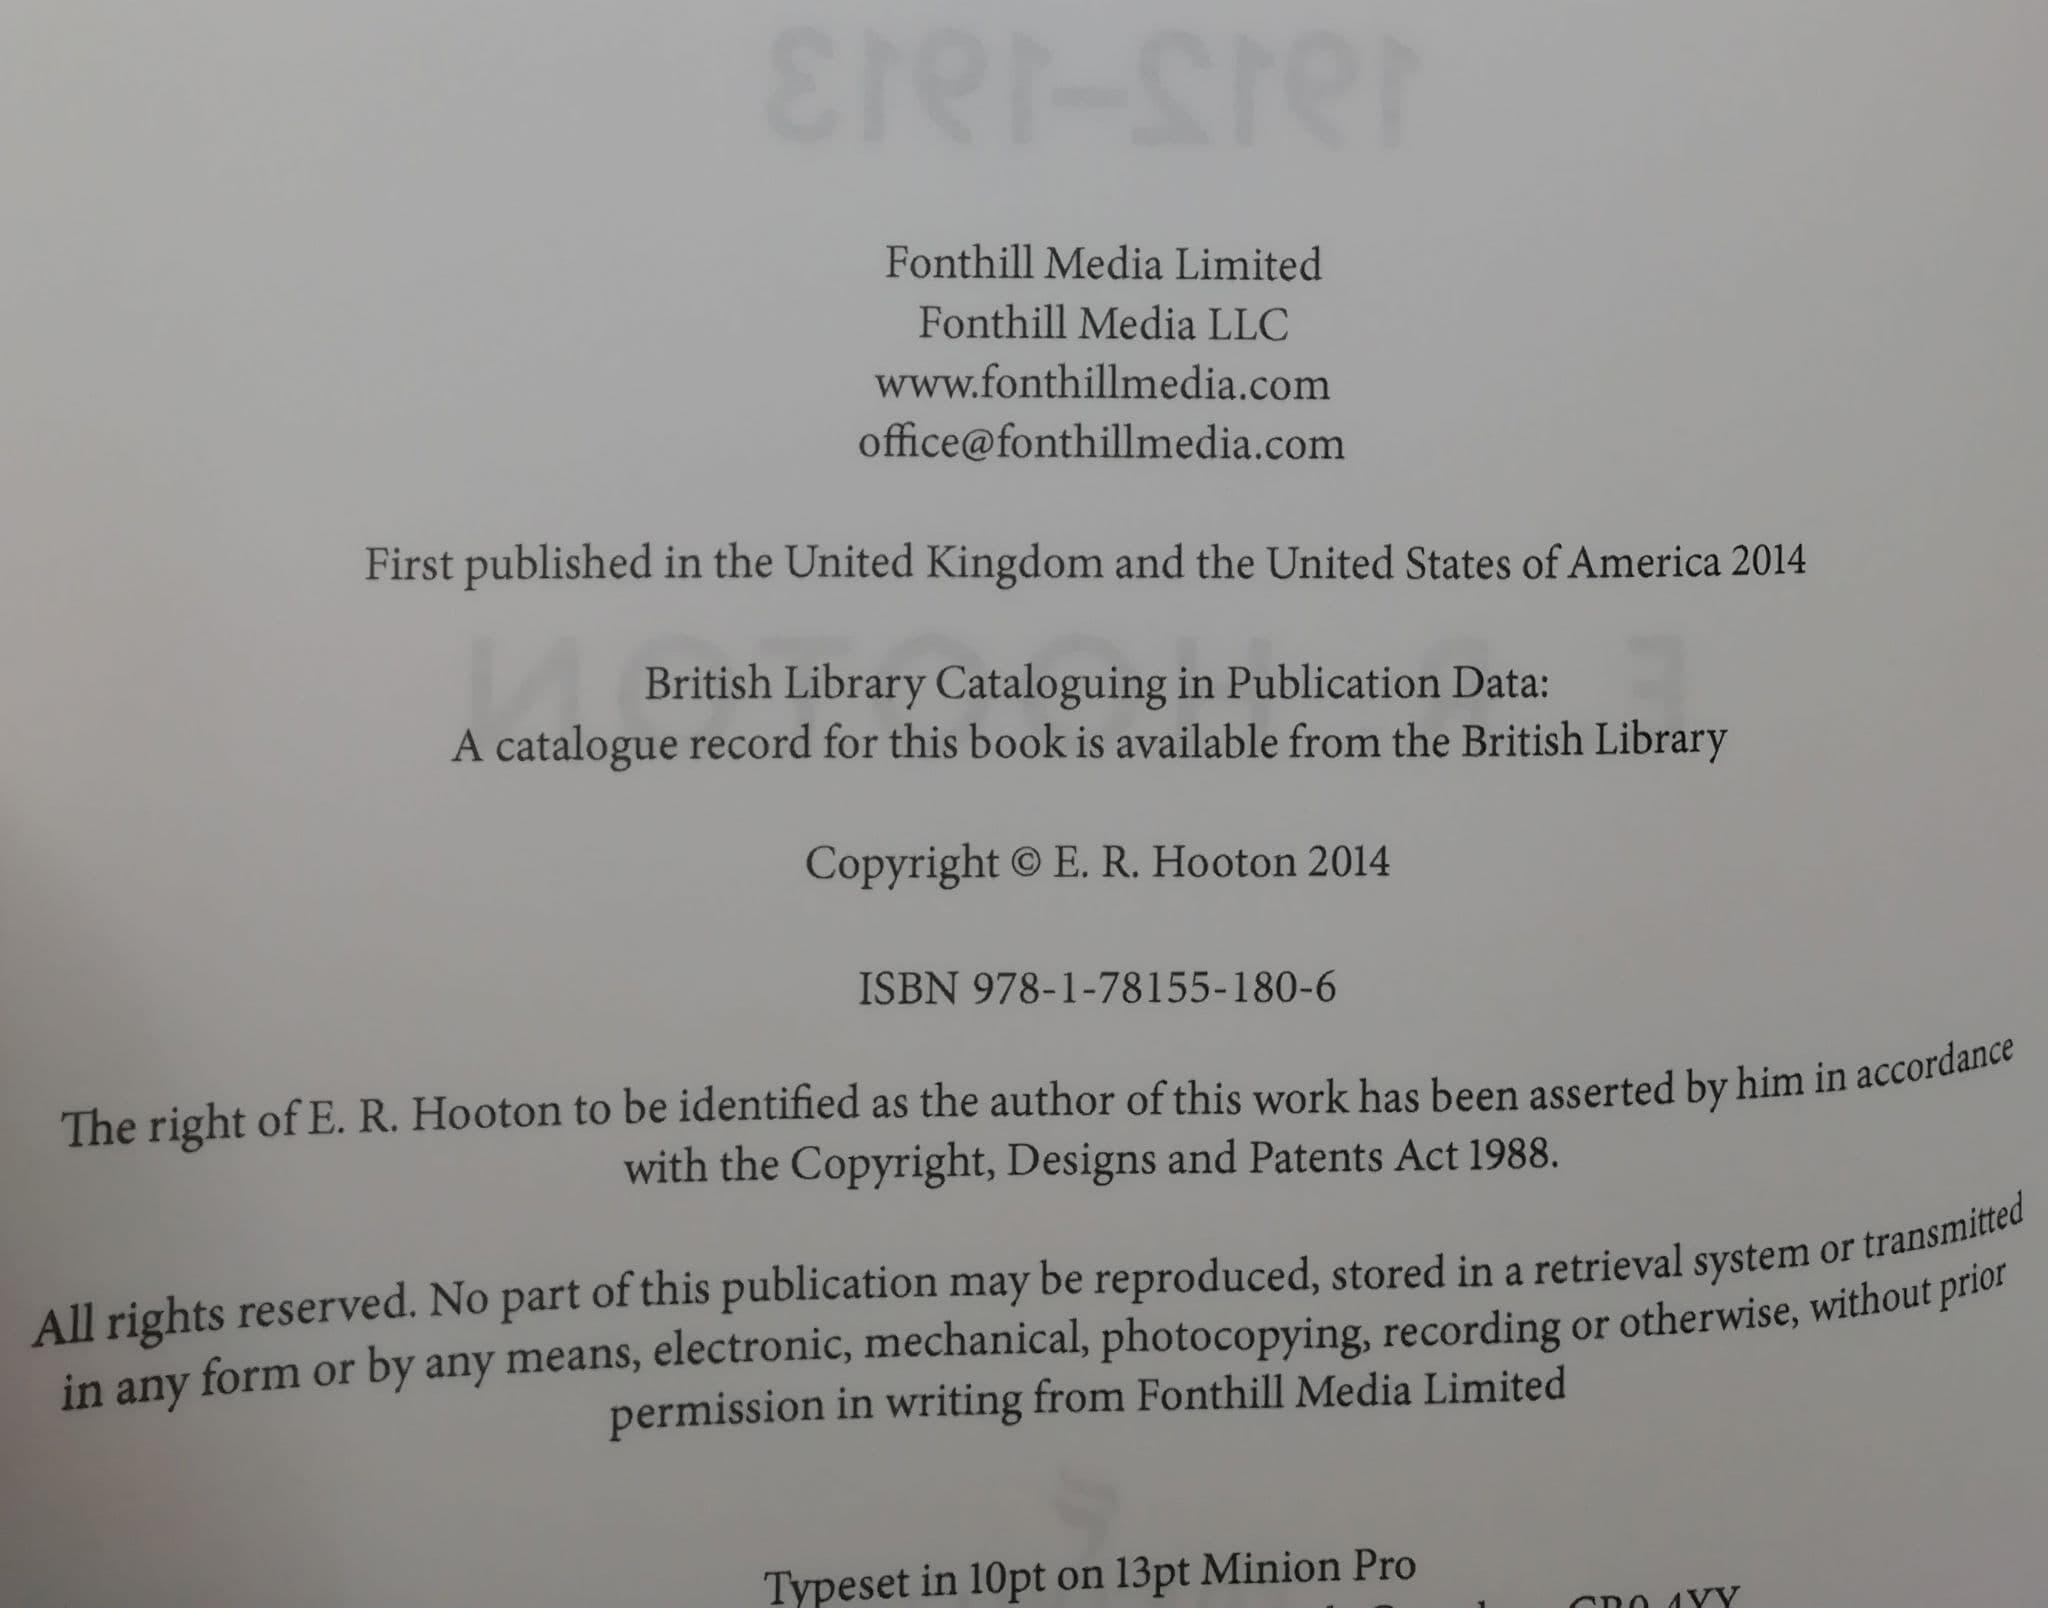 1912–1913
Fonthill Media Limited
Fonthill Media LLC
www.fonthillmedia.com
office@fonthillmedia.com
First published in the United Kingdom and the United States of America 2014
E. R. HOOTON
British Library Cataloguing in Publication Data:
A catalogue record for this book is available from the British Library
Copyright © E. R. Hooton 2014
ISBN 978-1-78155-180-6
The right of E. R. Hooton to be identified as the author of this work has been asserted by him in accordance
with the Copyright, Designs and Patents Act 1988.
All rights reserved. No part of this publication may be reproduced, stored in a retrieval system or transmitted
in any form or by any means, electronic, mechanical, photocopying, recording or otherwise, without prior
permission in writing from Fonthill Media Limited
Typeset in 10pt on 13pt Minion Pro
CR0 4YY